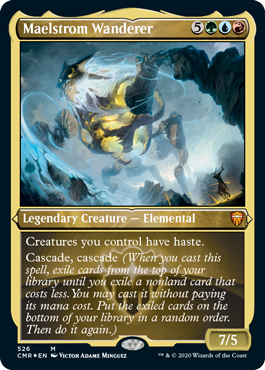 Maelstrom Wanderer 5
Legendary Creature — Elemental
Creatures you control have haste.
Cascade, cascade (When you cast this
spell, exile cards from the top of your
library until you exile a nonland card that
costs less. You may cast it without paying
its mana cost. Put the exiled cards on the
bottom of your library in a random order.
Then do it again.)
7/5
526 M
CMR ★ EN VICTOR ADAME MINGUEZ
™ & © 2020 Wizards of the Coast